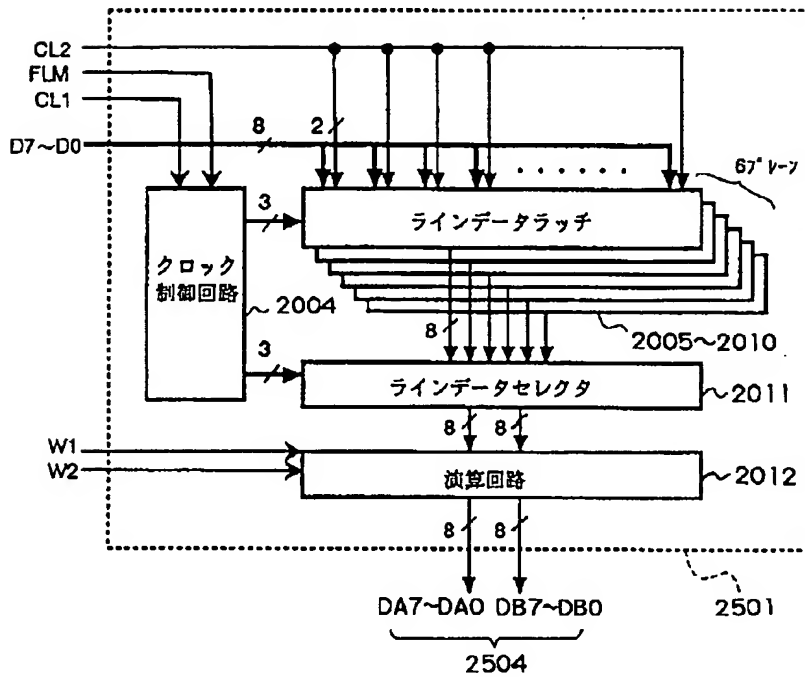 CL2
FLM
CL1
D7~D0
8
2
6プレーン
3
ラインデータラッチ
クロック
制御回路
2004
8
2005~2010
3
ラインデータセレクタ
2011
8
8
W1
W2
演算回路
2012
8
8
DA7~DA0 DB7~DB0
2501
2504